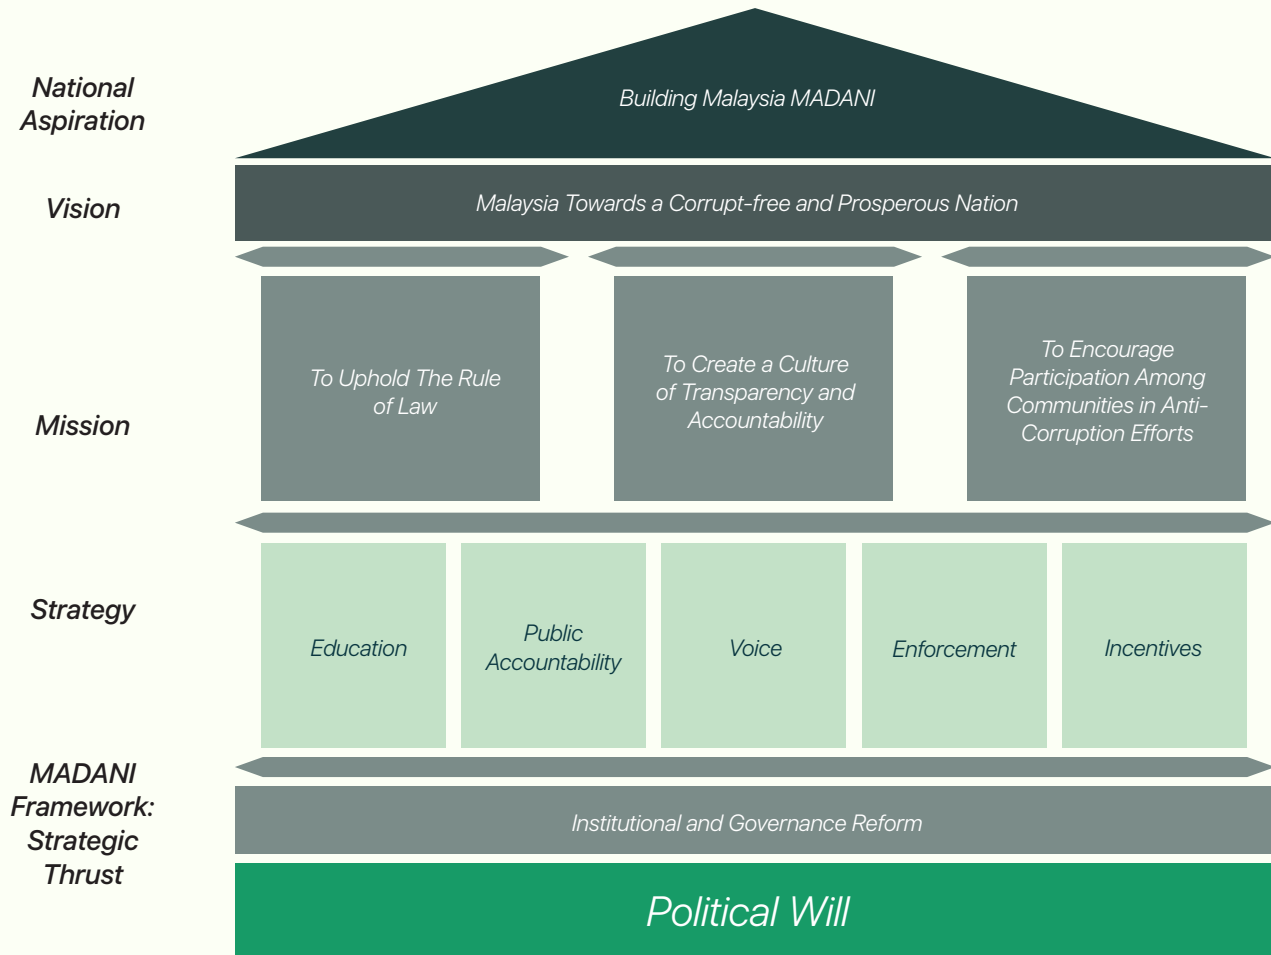 National
Aspiration
Building Malaysia MADANI
Vision
Malaysia Towards a Corrupt-free and Prosperous Nation
Mission
To Uphold The Rule
of Law
To Create a Culture
of Transparency and
Accountability
To Encourage
Participation Among
Communities in Anti-
Corruption Efforts
Strategy
Education
Public
Accountability
Voice
Enforcement
Incentives
MADANI
Framework:
Strategic
Thrust
Institutional and Governance Reform
Political Will